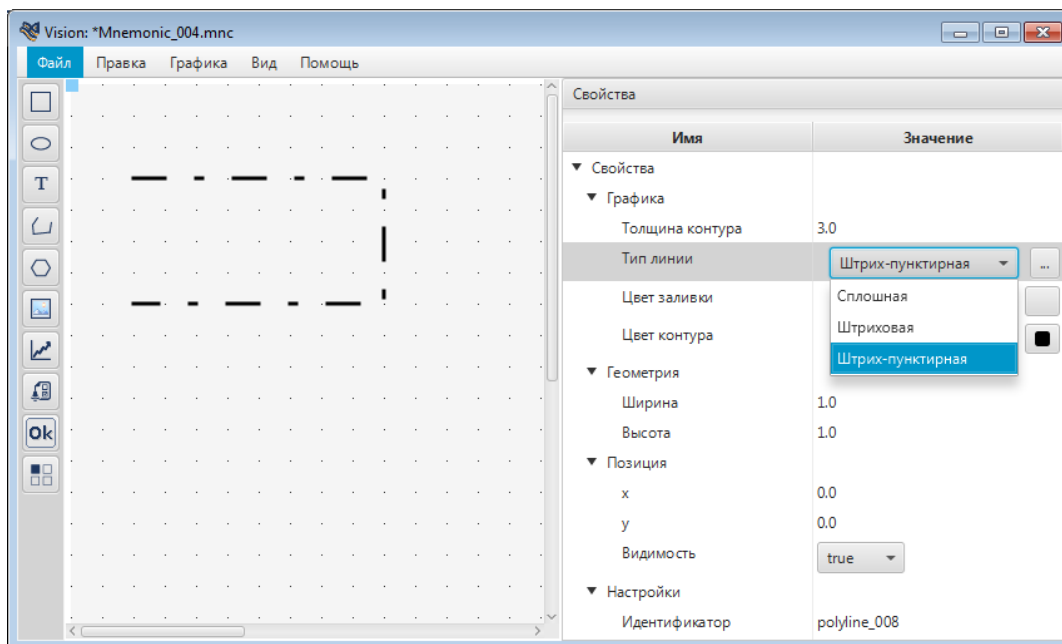 Vision: *Mnemonic_004.mnc
Файл Правка Графика Вид Помощь
Свойства
Имя Значение
Свойства
Графика
Толщина контура 3.0
Тип линии Штрих-пунктирная ...
Сплошная
Цвет заливки
Штриховая
Цвет контура
Штрих-пунктирная
Геометрия
Ширина 1.0
Высота 1.0
Позиция
x 0.0
y 0.0
Видимость true
Настройки
Идентификатор polyline_008
T
Ok